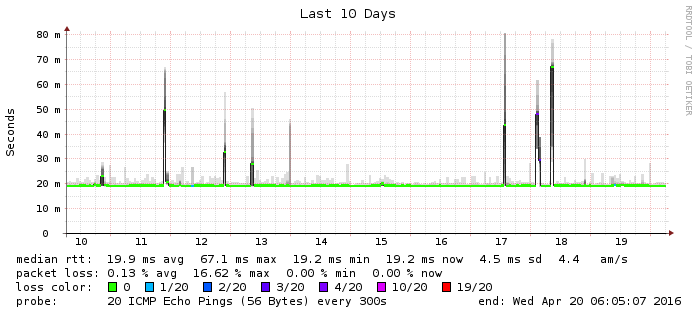 Last 10 Days
RRDTOOL / TOBI OETIKER
Seconds
80 m
70 m
60 m
50 m
40 m
30 m
20 m
10 m
0
10 11 12 13 14 15 16 17 18 19
median rtt: 19.9 ms avg 67.1 ms max 19.2 ms min 19.2 ms now 4.5 ms sd 4.4 am/s
packet loss: 0.13 % avg 16.62 % max 0.00 % min 0.00 % now
loss color: 0 1/20 2/20 3/20 4/20 10/20 19/20
probe: 20 ICMP Echo Pings (56 Bytes) every 300s end: Wed Apr 20 06:05:07 2016